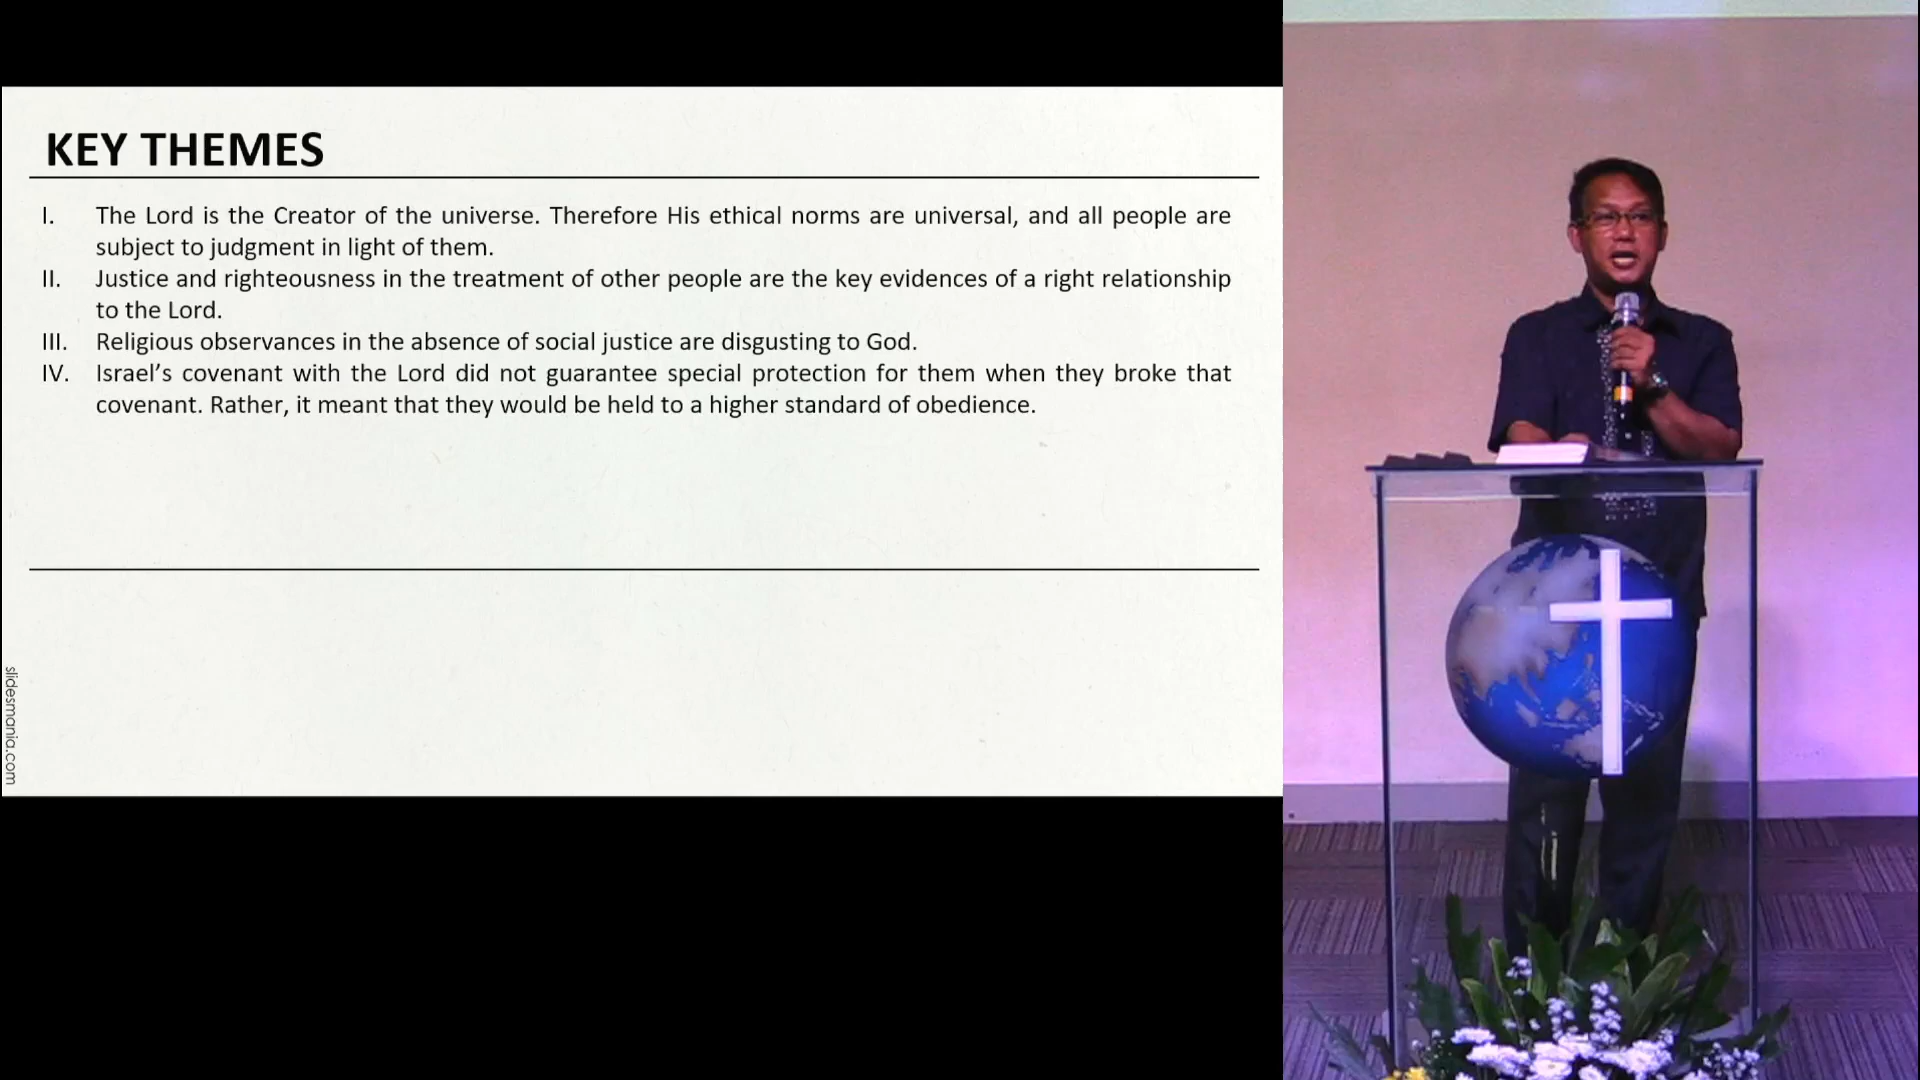 KEY THEMES
I. The Lord is the Creator of the universe. Therefore His ethical norms are universal, and all people are
subject to judgment in light of them.
II. Justice and righteousness in the treatment of other people are the key evidences of a right relationship
to the Lord.
III. Religious observances in the absence of social justice are disgusting to God.
IV. Israel’s covenant with the Lord did not guarantee special protection for them when they broke that
covenant. Rather, it meant that they would be held to a higher standard of obedience.
slidesmania.com